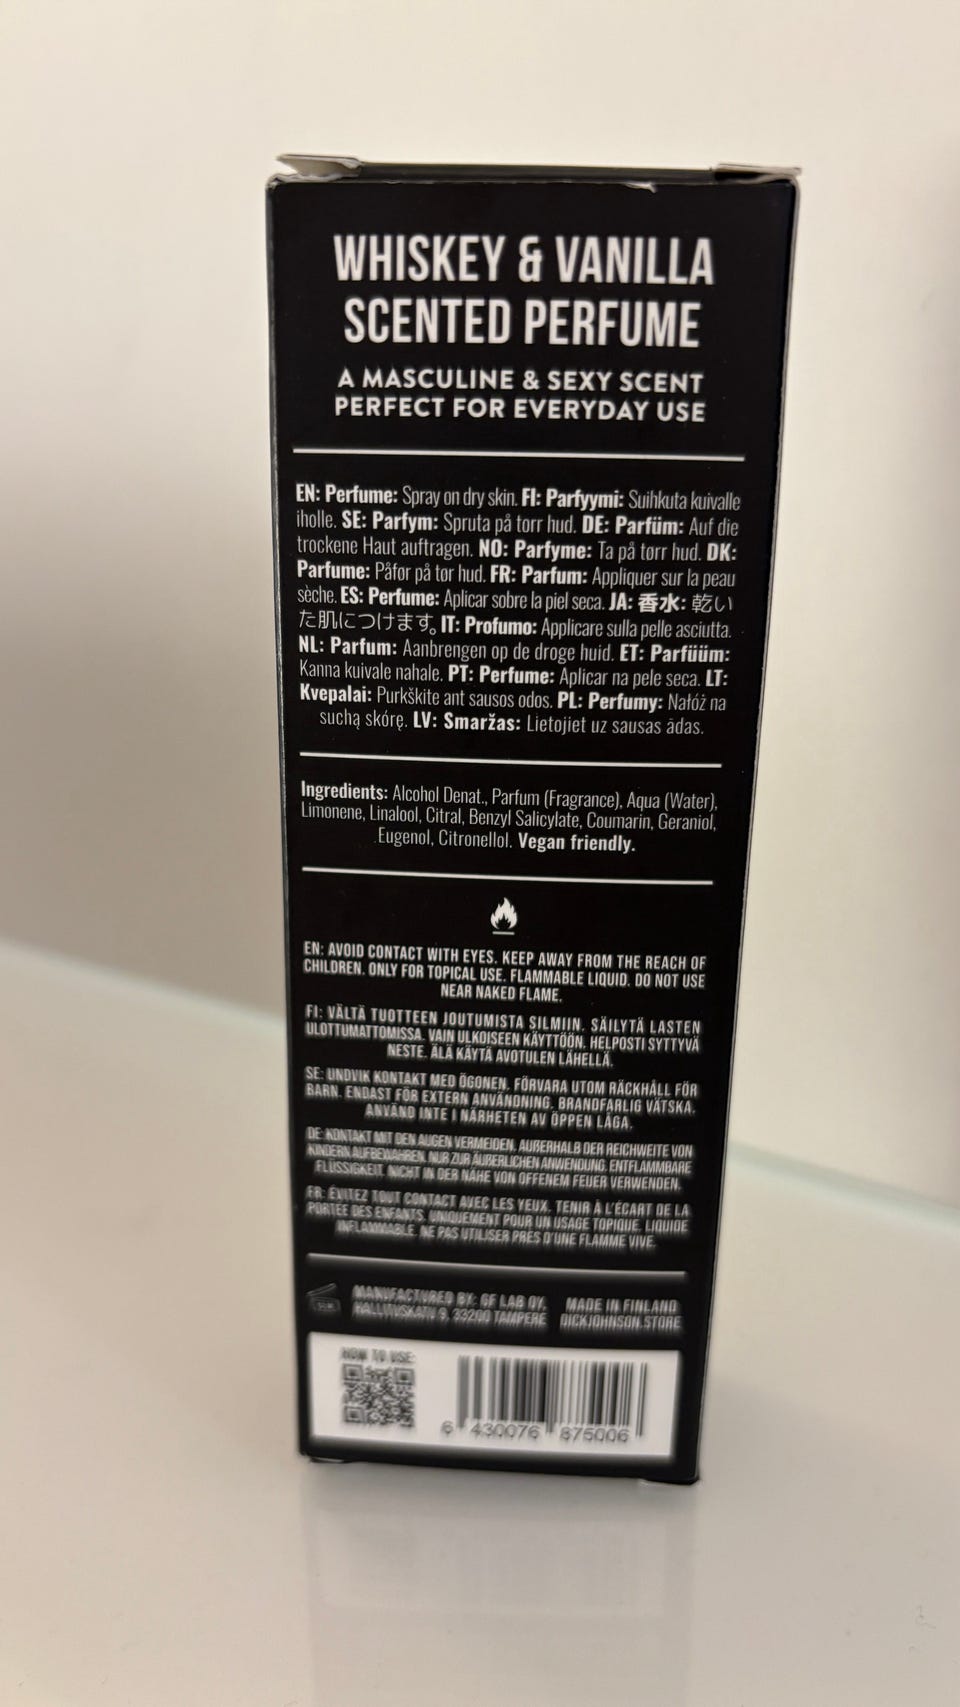 WHISKEY & VANILLA
SCENTED PERFUME
A MASCULINE & SEXY SCENT
PERFECT FOR EVERYDAY USE
EN: Perfume: Spray on dry skin. FI: Parfyymi: Suihkuta kuivalle
iholle. SE: Parfym: Spruta på torr hud. DE: Parfüm: Auf die
trockene Haut auftragen. NO: Parfyme: Ta på tørr hud. DK:
Parfume: Påfør på tør hud. FR: Parfum: Appliquer sur la peau
sèche. ES: Perfume: Aplicar sobre la piel seca. JA: 香水: 乾い
た肌につけます。IT: Profumo: Applicare sulla pelle asciutta.
NL: Parfum: Aanbrengen op de droge huid. ET: Parfüüm:
Kanna kuivale nahale. PT: Perfume: Aplicar na pele seca. LT:
Kvepalai: Purkškite ant sausos odos. PL: Perfumy: Nałóż na
suchą skórę. LV: Smaržas: Lietojiet uz sausas ādas.
Ingredients: Alcohol Denat., Parfum (Fragrance), Aqua (Water),
Limonene, Linalool, Citral, Benzyl Salicylate, Coumarin, Geraniol,
Eugenol, Citronellol. Vegan friendly.
EN: AVOID CONTACT WITH EYES. KEEP AWAY FROM THE REACH OF
CHILDREN. ONLY FOR TOPICAL USE. FLAMMABLE LIQUID. DO NOT USE
NEAR NAKED FLAME.
FI: VÄLTÄ TUOTTEEN JOUTUMISTA SILMIIN. SÄILYTÄ LASTEN
ULOTTUMATTOMISSA. VAIN ULKOISEEN KÄYTTÖÖN. HELPOSTI SYTTYVÄ
NESTE. ÄLÄ KÄYTÄ AVOTULEN LÄHELLÄ.
SE: UNDVIK KONTAKT MED ÖGONEN. FÖRVARA UTOM RÄCKHÅLL FÖR
BARN. ENDAST FÖR EXTERN ANVÄNDNING. BRANDFARLIG VÄTSKA.
ANVÄND INTE I NÄRHETEN AV ÖPPEN LÅGA.
DE: KONTAKT MIT DEN AUGEN VERMEIDEN. AUßERHALB DER REICHWEITE VON
KINDERN AUFBEWAHREN. NUR ZUR ÄUßERLICHEN ANWENDUNG. ENTFLAMMBARE
FLÜSSIGKEIT. NICHT IN DER NÄHE VON OFFENEM FEUER VERWENDEN.
FR: ÉVITEZ TOUT CONTACT AVEC LES YEUX. TENIR À L'ÉCART DE LA
PORTÉE DES ENFANTS. UNIQUEMENT POUR UN USAGE TOPIQUE. LIQUIDE
INFLAMMABLE. NE PAS UTILISER PRÈS D'UNE FLAMME VIVE.
MANUFACTURED BY: GF LAB OY,
9, 33200 TAMPERE
MADE IN FINLAND
DICKJOHNSON.STORE
HOW TO USE:
6 430076 875006